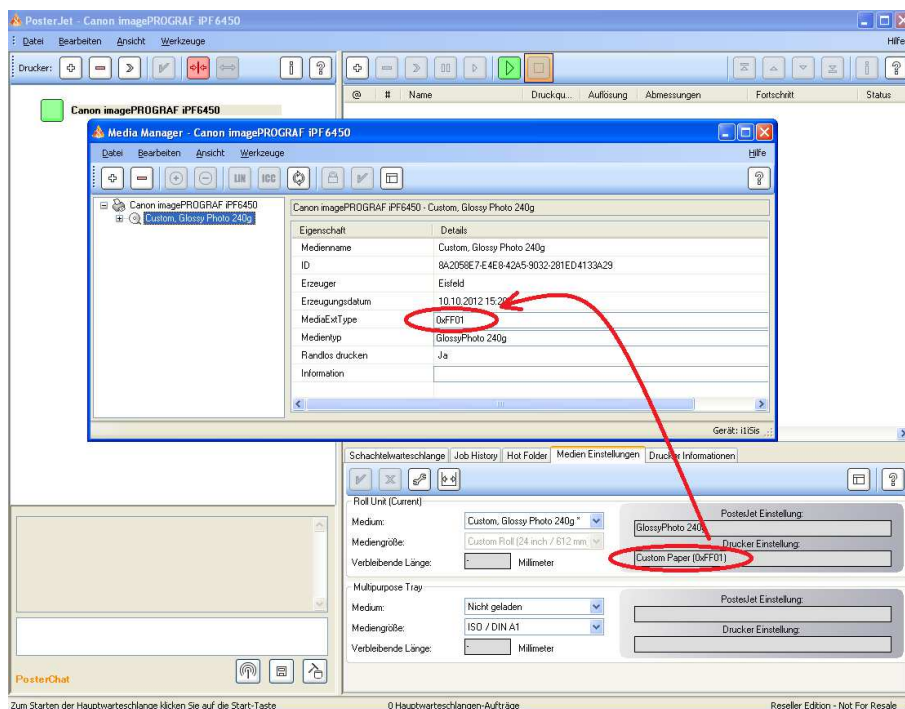 PosterJet - Canon imagePROGRAF iPF6450
Datei Bearbeiten Ansicht Werkzeuge Hilfe
Drucker:
@ # Name Druckqu... Auflösung Abmessungen Fortschritt Status
Canon imagePROGRAF iPF6450
Media Manager - Canon imagePROGRAF iPF6450
Datei Bearbeiten Ansicht Werkzeuge Hilfe
LIN ICC
Canon imagePROGRAF iPF6450
Custom, Glossy Photo 240g
Canon imagePROGRAF iPF6450 - Custom, Glossy Photo 240g
Eigenschaft Details
Medienname Custom, Glossy Photo 240g
ID 8A2058E7-E4E8-42A5-9032-281ED4133A29
Erzeuger Eisfeld
Erzeugungsdatum 10.10.2012 15:20
MediaExtType 0xFF01
Medientyp GlossyPhoto 240g
Randlos drucken Ja
Information
Gerät: i1iSis
Schachtelwarteschlange Job History Hot Folder Medien Einstellungen Drucker Informationen
Roll Unit (Current)
Medium: Custom, Glossy Photo 240g *
Mediengröße: Custom Roll (24 inch / 612 mm
Verbleibende Länge: - Millimeter
PosterJet Einstellung:
GlossyPhoto 240g
Drucker Einstellung:
Custom Paper (0xFF01)
Multipurpose Tray
Medium: Nicht geladen
Mediengröße: ISO / DIN A1
Verbleibende Länge: - Millimeter
PosterJet Einstellung:
Drucker Einstellung:
PosterChat
Zum Starten der Hauptwarteschlange klicken Sie auf die Start-Taste 0 Hauptwarteschlangen-Aufträge Reseller Edition - Not For Resale